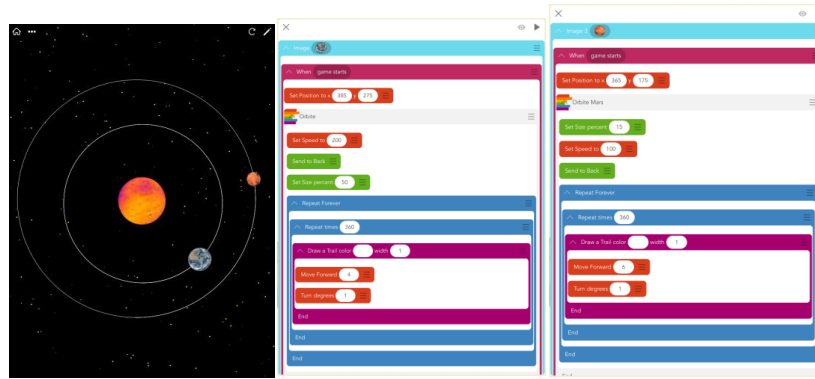 Image
When game starts
Set Position to x 385 y 275
Orbite
Set Speed to 200
Send to Back
Set Size percent 50
Repeat Forever
Repeat times 360
Draw a Trail color width 1
Move Forward 4
Turn degrees 1
End
End
End
Image 3
When game starts
Set Position to x 365 y 175
Orbite Mars
Set Size percent 15
Set Speed to 100
Send to Back
Repeat Forever
Repeat times 360
Draw a Trail color width 1
Move Forward 6
Turn degrees 1
End
End
End
End